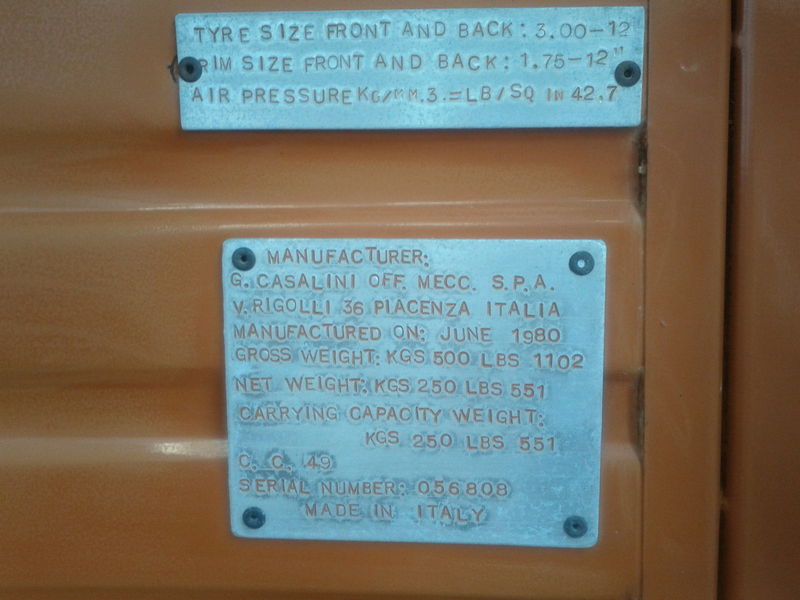 TYRE SIZE FRONT AND BACK: 3.00-12
RIM SIZE FRONT AND BACK: 1.75-12"
AIR PRESSURE KG/MM.3.=LB/SQ IN 42.7
MANUFACTURER:
G. CASALINI OFF. MECC. S.P.A.
V. RIGOLLI 36 PIACENZA ITALIA
MANUFACTURED ON: JUNE 1980
GROSS WEIGHT: KGS 500 LBS 1102
NET WEIGHT: KGS 250 LBS 551
CARRYING CAPACITY WEIGHT:
KGS 250 LBS 551
C. C. 49
SERIAL NUMBER: 056808
MADE IN ITALY